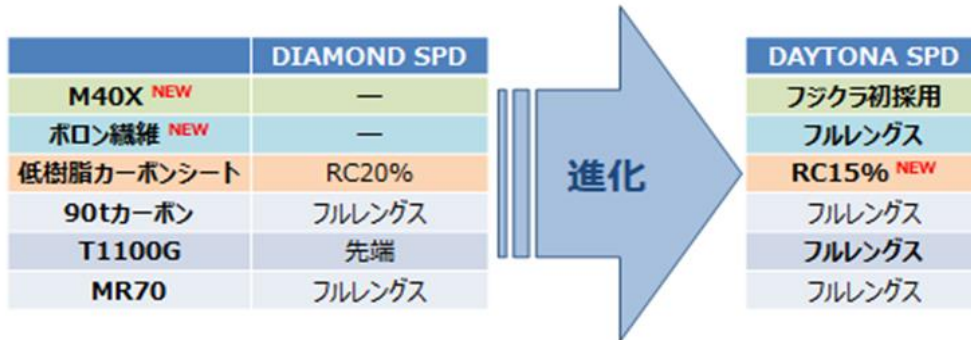 DIAMOND SPD
DAYTONA SPD
M40X NEW
—
フジクラ初採用
ボロン繊維 NEW
—
フルレングス
低樹脂カーボンシート
RC20%
RC15% NEW
90tカーボン
フルレングス
フルレングス
T1100G
先端
フルレングス
MR70
フルレングス
フルレングス
進化